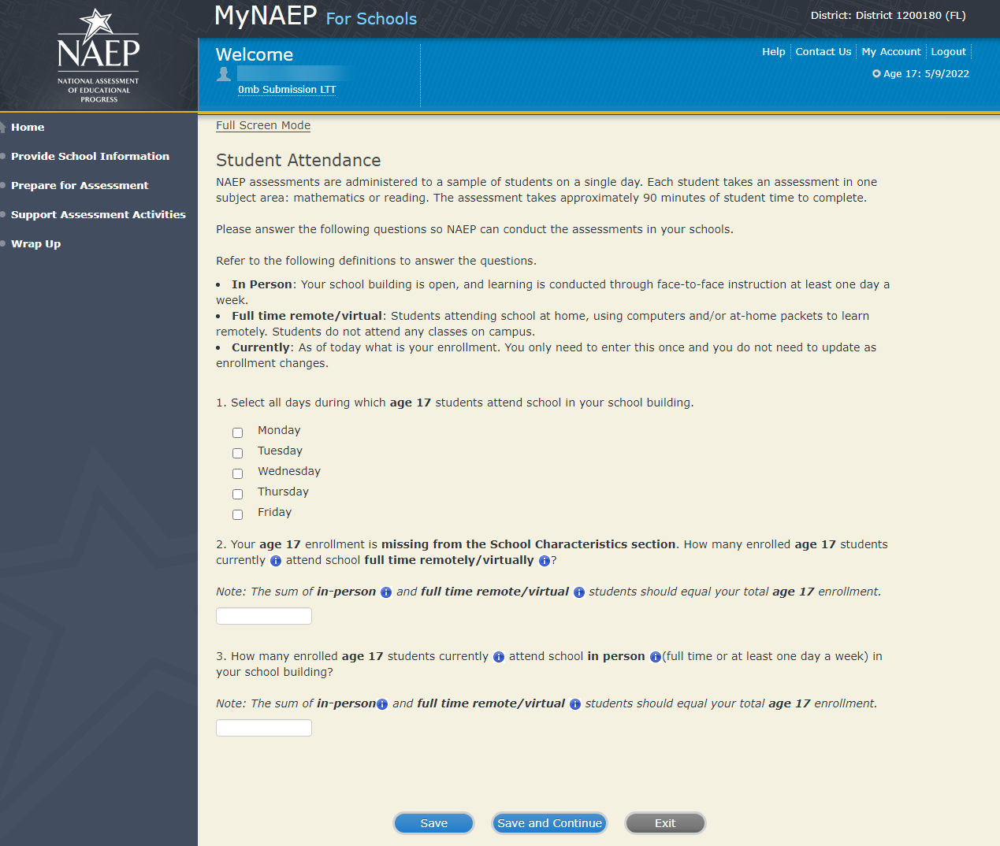 MyNAEP For Schools
District: District 1200180 (FL)
NAEP
NATIONAL ASSESSMENT
OF EDUCATIONAL
PROGRESS
Welcome
0mb Submission LTT
Help
Contact Us
My Account
Logout
Age 17: 5/9/2022
Home
Provide School Information
Prepare for Assessment
Support Assessment Activities
Wrap Up
Full Screen Mode
Student Attendance
NAEP assessments are administered to a sample of students on a single day. Each student takes an assessment in one
subject area: mathematics or reading. The assessment takes approximately 90 minutes of student time to complete.
Please answer the following questions so NAEP can conduct the assessments in your schools.
Refer to the following definitions to answer the questions.
• In Person: Your school building is open, and learning is conducted through face-to-face instruction at least one day a
week.
• Full time remote/virtual: Students attending school at home, using computers and/or at-home packets to learn
remotely. Students do not attend any classes on campus.
• Currently: As of today what is your enrollment. You only need to enter this once and you do not need to update as
enrollment changes.
1. Select all days during which age 17 students attend school in your school building.
Monday
Tuesday
Wednesday
Thursday
Friday
2. Your age 17 enrollment is missing from the School Characteristics section. How many enrolled age 17 students
currently i attend school full time remotely/virtually i?
Note: The sum of in-person i and full time remote/virtual i students should equal your total age 17 enrollment.
3. How many enrolled age 17 students currently i attend school in person i(full time or at least one day a week) in
your school building?
Note: The sum of in-person i and full time remote/virtual i students should equal your total age 17 enrollment.
Save
Save and Continue
Exit